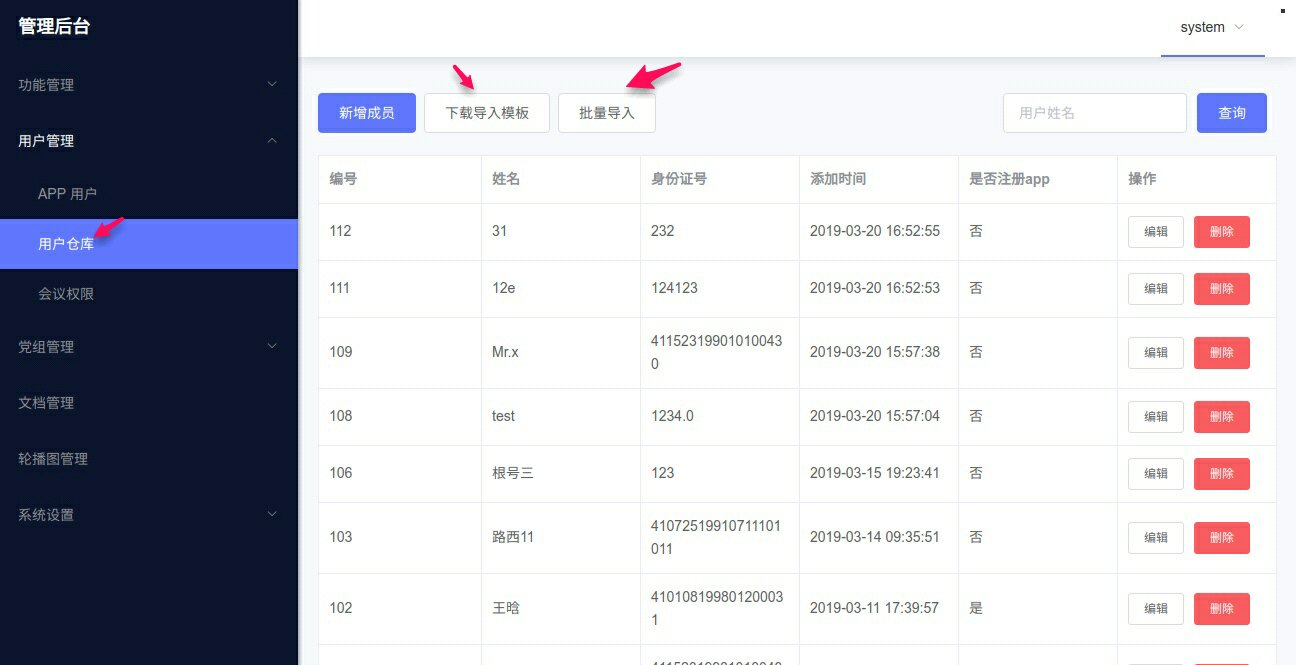 管理后台
system
功能管理
用户管理
APP 用户
用户仓库
会议权限
党组管理
文档管理
轮播图管理
系统设置
新增成员 下载导入模板 批量导入 用户姓名 查询
编号 姓名 身份证号 添加时间 是否注册app 操作
112 31 232 2019-03-20 16:52:55 否 编辑 删除
111 12e 124123 2019-03-20 16:52:53 否 编辑 删除
109 Mr.x 41152319901010043 2019-03-20 15:57:38 否 编辑 删除
0
108 test 1234.0 2019-03-20 15:57:04 否 编辑 删除
106 根号三 123 2019-03-15 19:23:41 否 编辑 删除
103 路西11 41072519910711101 2019-03-14 09:35:51 否 编辑 删除
011
102 王晗 41010819980120003 2019-03-11 17:39:57 是 编辑 删除
1